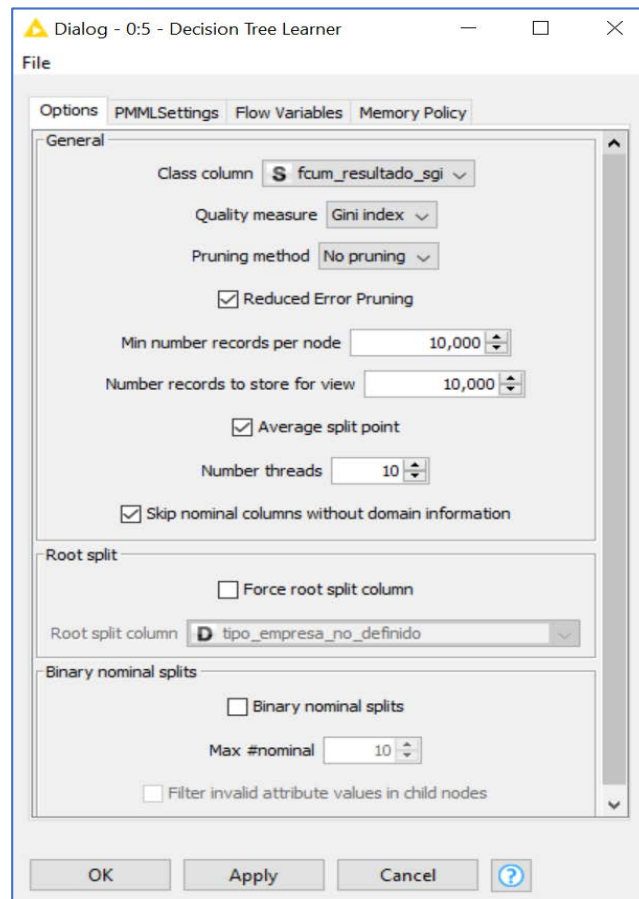 Dialog - 0:5 - Decision Tree Learner
File
Options PMMLSettings Flow Variables Memory Policy
General
Class column S fcum_resultado_sgi
Quality measure Gini index
Pruning method No pruning
Reduced Error Pruning
Min number records per node 10,000
Number records to store for view 10,000
Average split point
Number threads 10
Skip nominal columns without domain information
Root split
Force root split column
Root split column D tipo_empresa_no_definido
Binary nominal splits
Binary nominal splits
Max #nominal 10
Filter invalid attribute values in child nodes
OK Apply Cancel ?